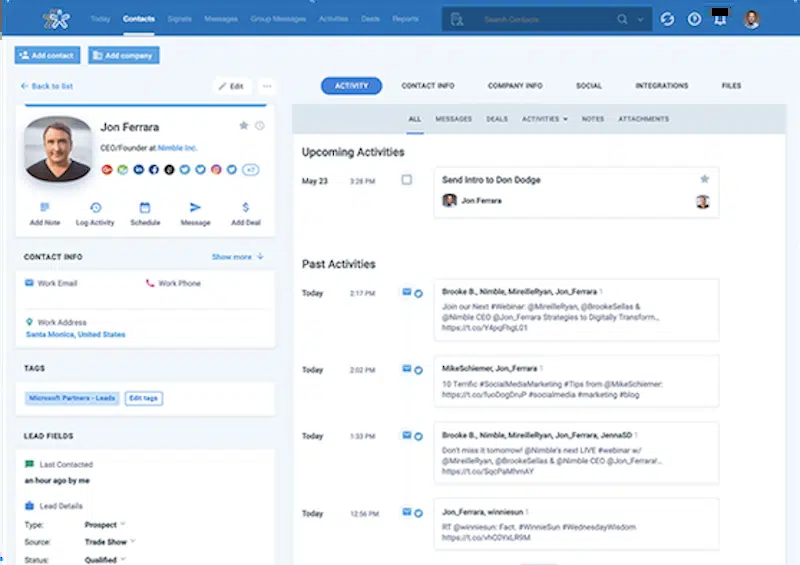 Today Contacts Signals Messages Group Messages Activities Deals Reports Search Contacts
Add contact Add company
Back to list Edit
ACTIVITY CONTACT INFO COMPANY INFO SOCIAL INTEGRATIONS FILES
ALL MESSAGES DEALS ACTIVITIES NOTES ATTACHMENTS
Jon Ferrara
CEO/Founder at Nimble Inc.
Add Note Log Activity Schedule Message Add Deal
CONTACT INFO Show more
Work Email Work Phone
Work Address
Santa Monica, United States
TAGS
Microsoft Partners - Leads Edit tags
LEAD FIELDS
Last Contacted
an hour ago by me
Lead Details
Type: Prospect
Source: Trade Show
Status: Qualified
Upcoming Activities
May 23 3:28 PM Send Intro to Don Dodge
Jon Ferrara
Past Activities
Today 2:17 PM Brooke B., Nimble, MireilleRyan, Jon_Ferrara 1
Join our Next #Webinar: @MireilleRyan, @BrookeSellas &
@Nimble CEO @Jon_Ferrara Strategies to Digitally Transform...
https://t.co/Y4pqFhgL01
Today 2:02 PM MikeSchiemer, Jon_Ferrara 1
10 Terrific #SocialMediaMarketing #Tips from @MikeSchiemer:
https://t.co/fuoDogDruP #socialmedia #marketing #blog
Today 1:33 PM Brooke B., Nimble, MireilleRyan, Jon_Ferrara, JennaSD 1
Don't miss it tomorrow! @Nimble's next LIVE #webinar w/
@MireilleRyan, @BrookeSellas & @Nimble CEO @Jon_Ferrara!...
https://t.co/SqcPaMhmAY
Today 12:56 PM Jon_Ferrara, winniesun 1
RT @winniesun: Fact. #WinnieSun #WednesdayWisdom
https://t.co/vhC0YxLR9M